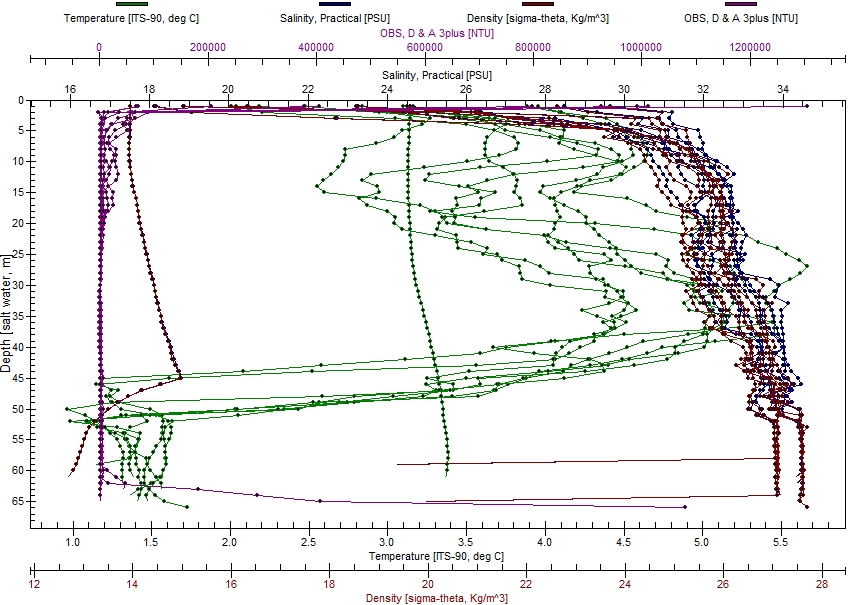 Temperature [ITS-90, deg C]
Salinity, Practical [PSU]
Density [sigma-theta, Kg/m^3]
OBS, D & A 3plus [NTU]
OBS, D & A 3plus [NTU]
0 200000 400000 600000 800000 1000000 1200000
Salinity, Practical [PSU]
16 18 20 22 24 26 28 30 32 34
Depth [salt water, m]
0
5
10
15
20
25
30
35
40
45
50
55
60
65
1.0 1.5 2.0 2.5 3.0 3.5 4.0 4.5 5.0 5.5
Temperature [ITS-90, deg C]
12 14 16 18 20 22 24 26 28
Density [sigma-theta, Kg/m^3]